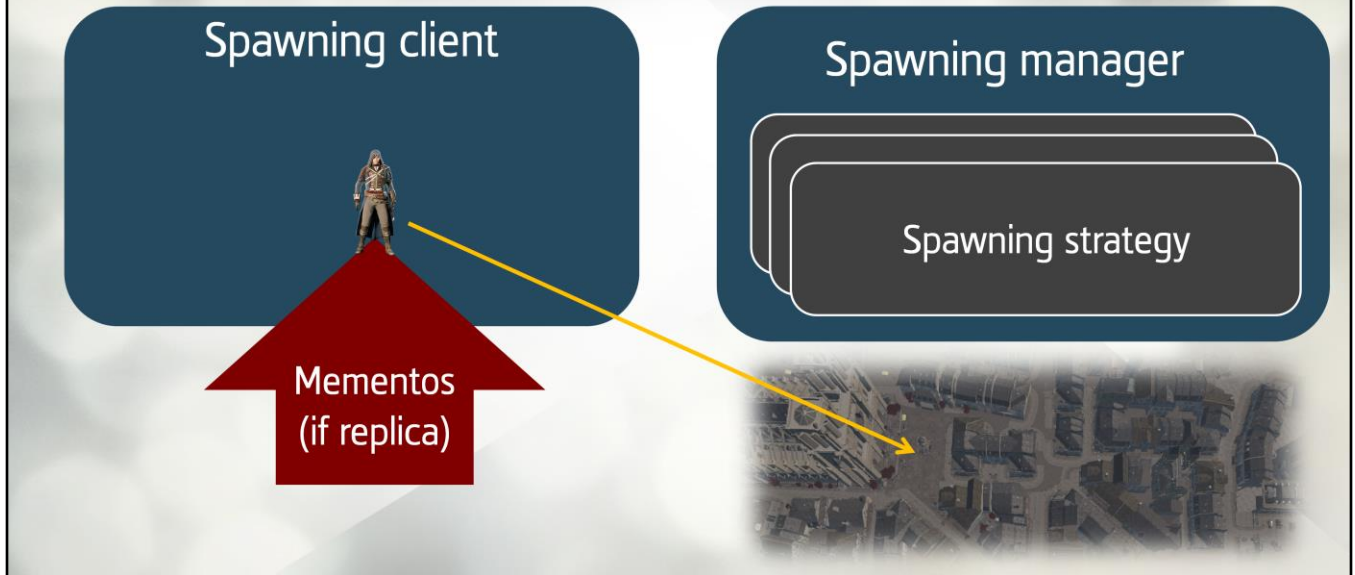 Spawning client
Spawning manager
Spawning strategy
Mementos
(if replica)